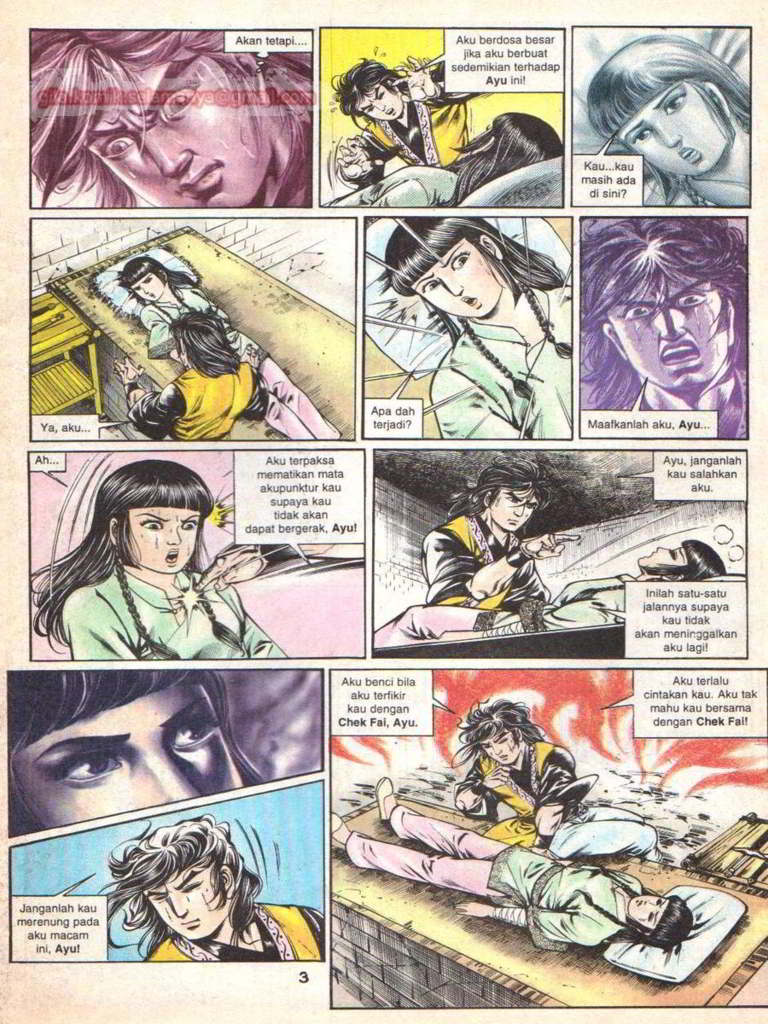 Akan tetapi....
gilakomik.selamanya@gmail.com
Aku berdosa besar
jika aku berbuat
sedemikian terhadap
Ayu ini!
Kau...kau
masih ada
di sini?
Ya, aku...
Apa dah
terjadi?
Maafkanlah aku, Ayu...
Ah...
Aku terpaksa
mematikan mata
akupunktur kau
supaya kau
tidak akan
dapat bergerak, Ayu!
Ayu, janganlah
kau salahkan
aku.
Inilah satu-satu
jalannya supaya
kau tidak
akan meninggalkan
aku lagi!
Janganlah kau
merenung pada
aku macam
ini, Ayu!
Aku benci bila
aku terfikir
kau dengan
Chek Fai, Ayu.
Aku terlalu
cintakan kau. Aku tak
mahu kau bersama
dengan Chek Fai!
3